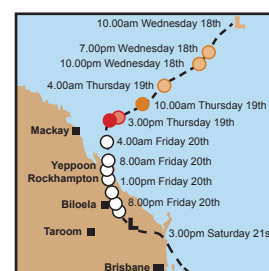 10.00am Wednesday 18th
7.00pm Wednesday 18th
10.00pm Wednesday 18th
4.00am Thursday 19th
10.00am Thursday 19th
3.00pm Thursday 19th
Mackay
4.00am Friday 20th
Yeppoon
8.00am Friday 20th
Rockhampton
1.00pm Friday 20th
Biloela
8.00pm Friday 20th
L
Taroom
3.00pm Saturday 21s
Brisbane
L